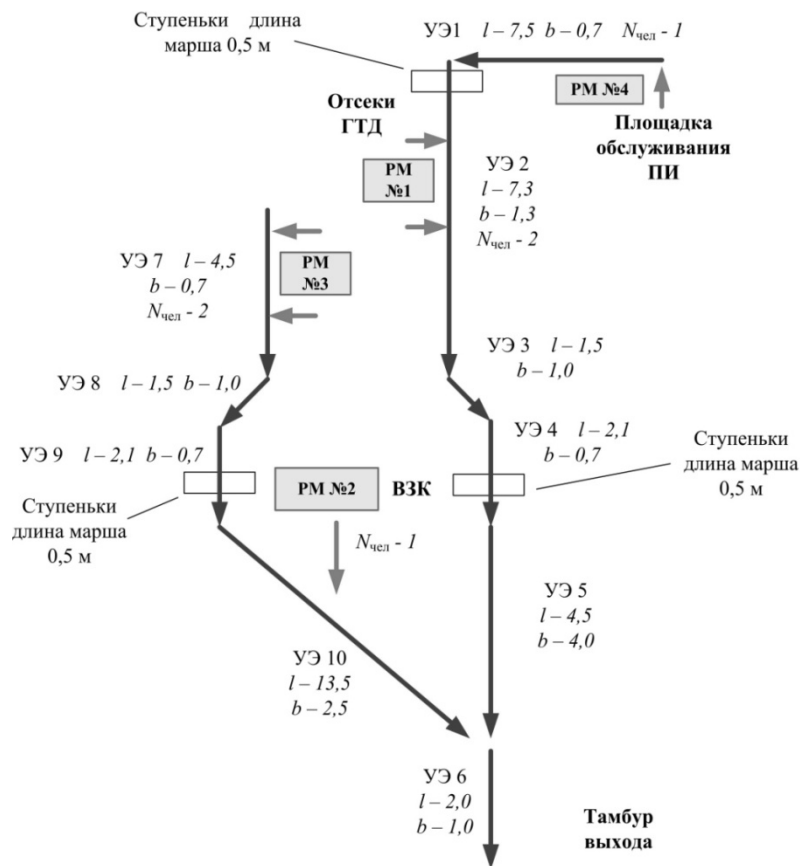 Ступеньки длина
марша 0,5 м
УЭ1 l – 7,5 b – 0,7 Nчел - 1
РМ №4
Отсеки
ГТД
Площадка
обслуживания
ПИ
РМ
№1
УЭ 2
l – 7,3
b – 1,3
Nчел - 2
УЭ 7 l – 4,5
b – 0,7
Nчел - 2
РМ
№3
УЭ 3 l – 1,5
b – 1,0
УЭ 8 l – 1,5 b – 1,0
УЭ 4 l – 2,1
b – 0,7
УЭ 9 l – 2,1 b – 0,7
Ступеньки
длина марша
0,5 м
РМ №2
ВЗК
Ступеньки
длина марша
0,5 м
Nчел - 1
УЭ 5
l – 4,5
b – 4,0
УЭ 10
l – 13,5
b – 2,5
УЭ 6
l – 2,0
b – 1,0
Тамбур
выхода